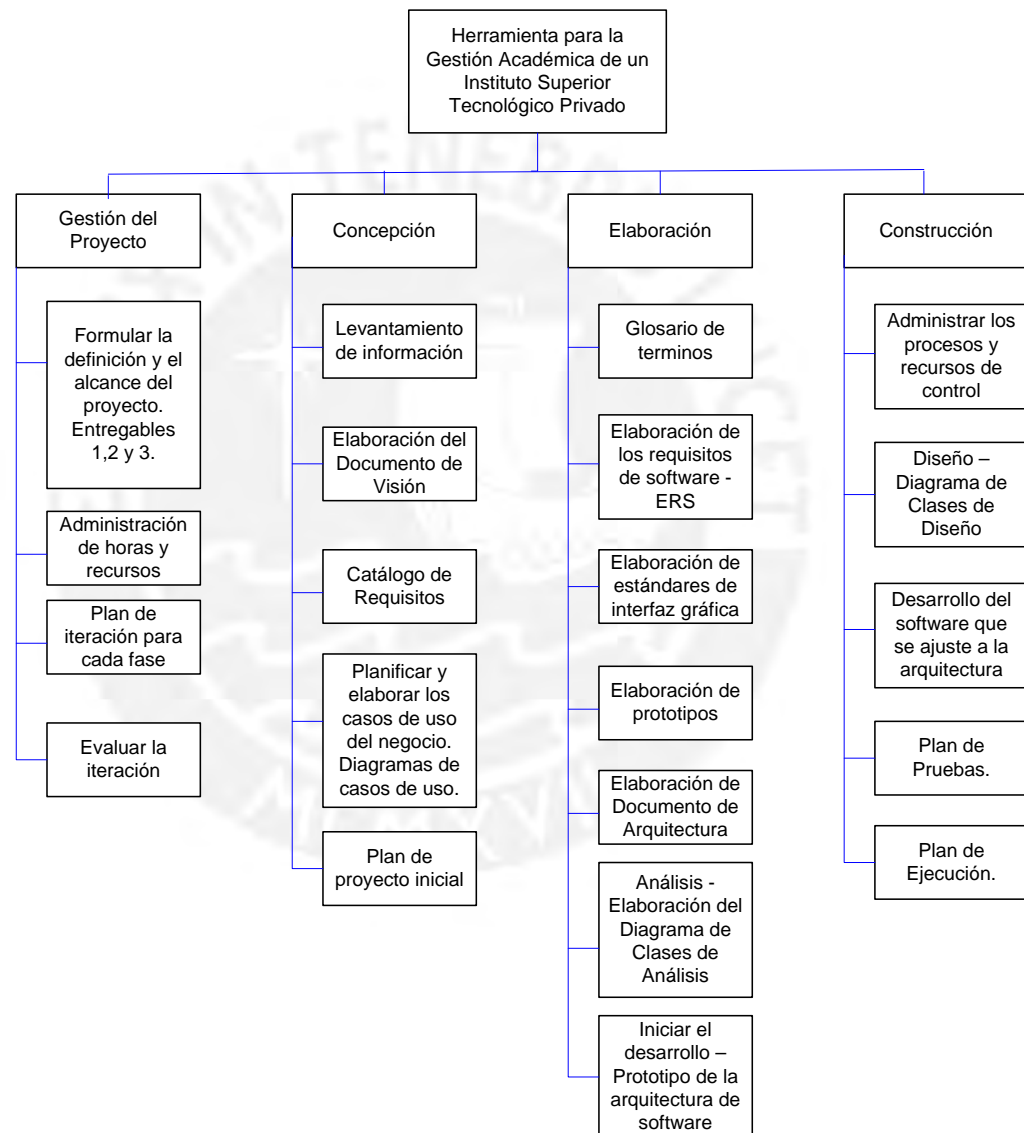 Herramienta para la
Gestión Académica de un
Instituto Superior
Tecnológico Privado
Gestión del
Proyecto
Formular la
definición y el
alcance del
proyecto.
Entregables
1,2 y 3.
Administración
de horas y
recursos
Plan de
iteración para
cada fase
Evaluar la
iteración
Concepción
Levantamiento
de información
Elaboración del
Documento de
Visión
Catálogo de
Requisitos
Planificar y
elaborar los
casos de uso
del negocio.
Diagramas de
casos de uso.
Plan de
proyecto inicial
Elaboración
Glosario de
terminos
Elaboración de
los requisitos
de software -
ERS
Elaboración de
estándares de
interfaz gráfica
Elaboración de
prototipos
Elaboración de
Documento de
Arquitectura
Análisis -
Elaboración del
Diagrama de
Clases de
Análisis
Iniciar el
desarrollo –
Prototipo de la
arquitectura de
software
Construcción
Administrar los
procesos y
recursos de
control
Diseño –
Diagrama de
Clases de
Diseño
Desarrollo del
software que
se ajuste a la
arquitectura
Plan de
Pruebas.
Plan de
Ejecución.